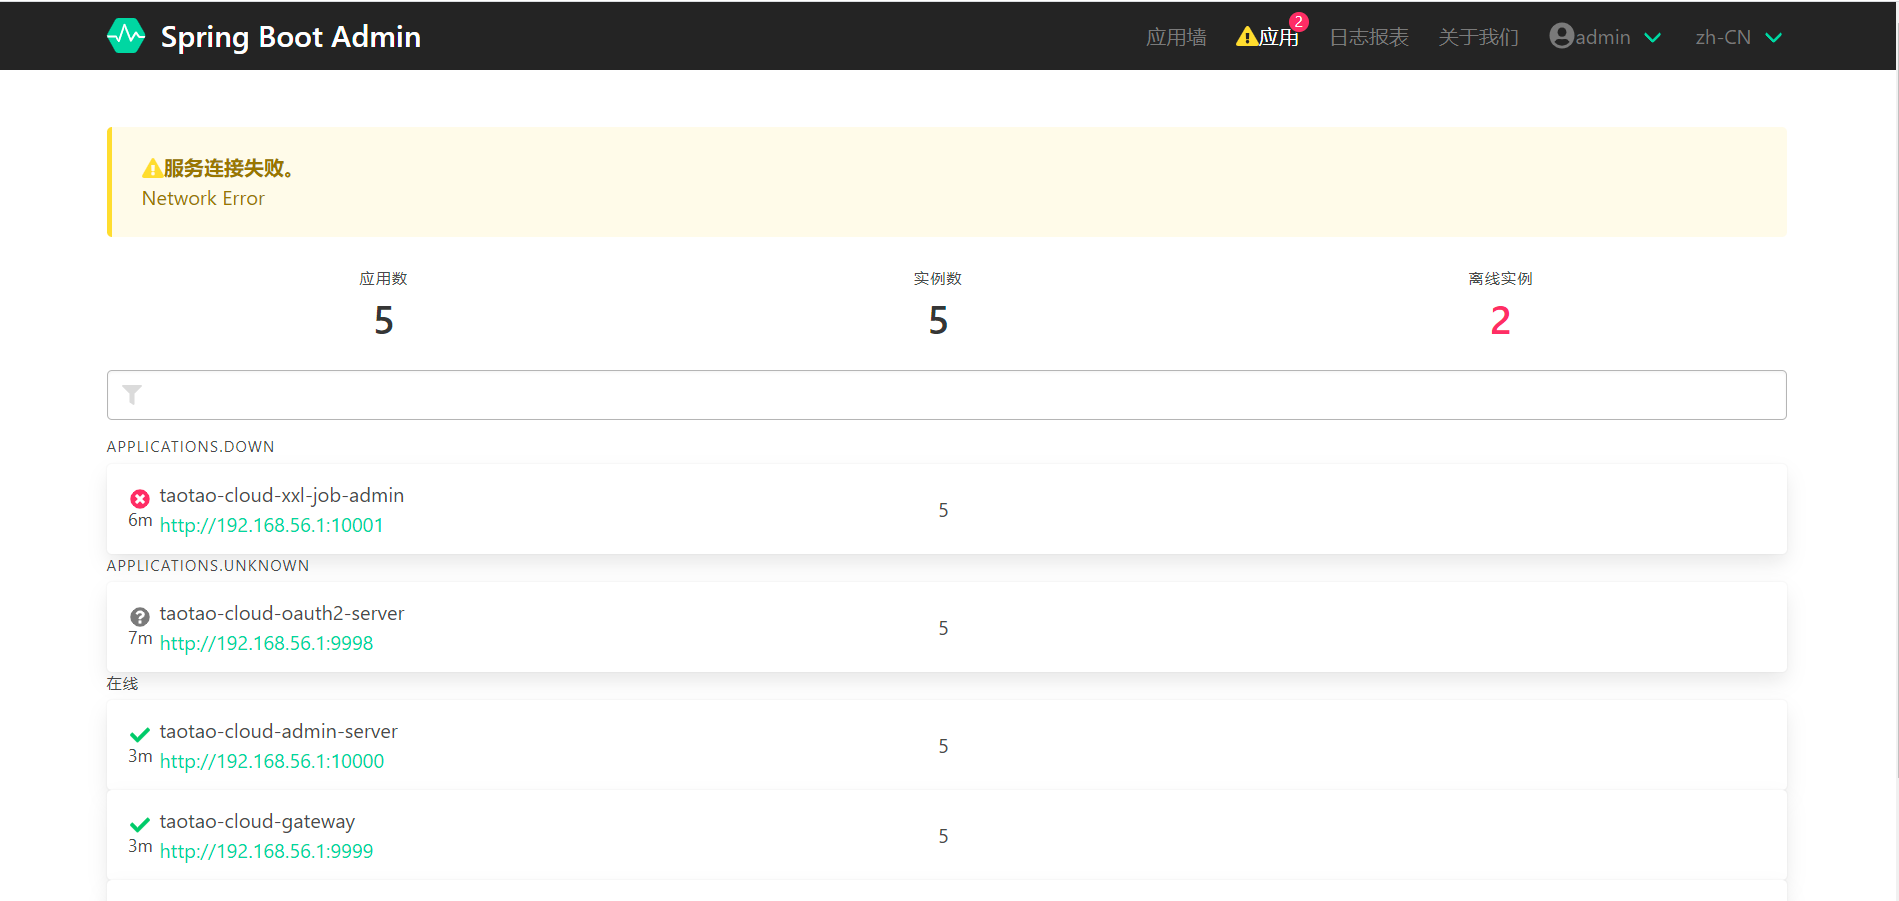 Spring Boot Admin
应用墙 应用 2 日志报表 关于我们 admin zh-CN
服务连接失败。
Network Error
应用数 实例数 离线实例
5 5 2
APPLICATIONS.DOWN
taotao-cloud-xxl-job-admin
6m http://192.168.56.1:10001 5
APPLICATIONS.UNKNOWN
taotao-cloud-oauth2-server
7m http://192.168.56.1:9998 5
在线
taotao-cloud-admin-server
3m http://192.168.56.1:10000 5
taotao-cloud-gateway
3m http://192.168.56.1:9999 5